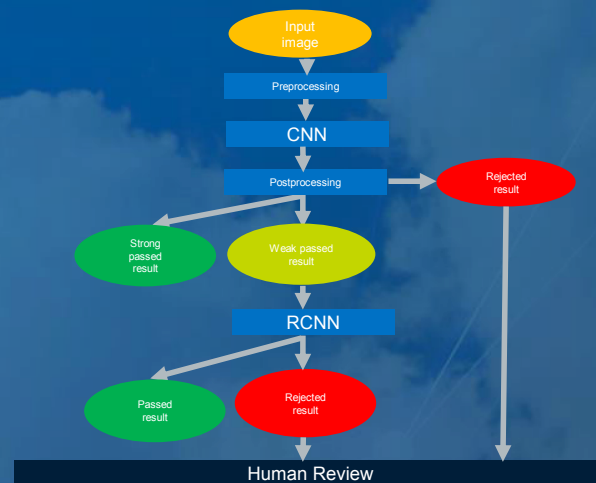 Input
image
Preprocessing
CNN
Postprocessing
Rejected
result
Strong
passed
result
Weak passed
result
RCNN
Passed
result
Rejected
result
Human Review